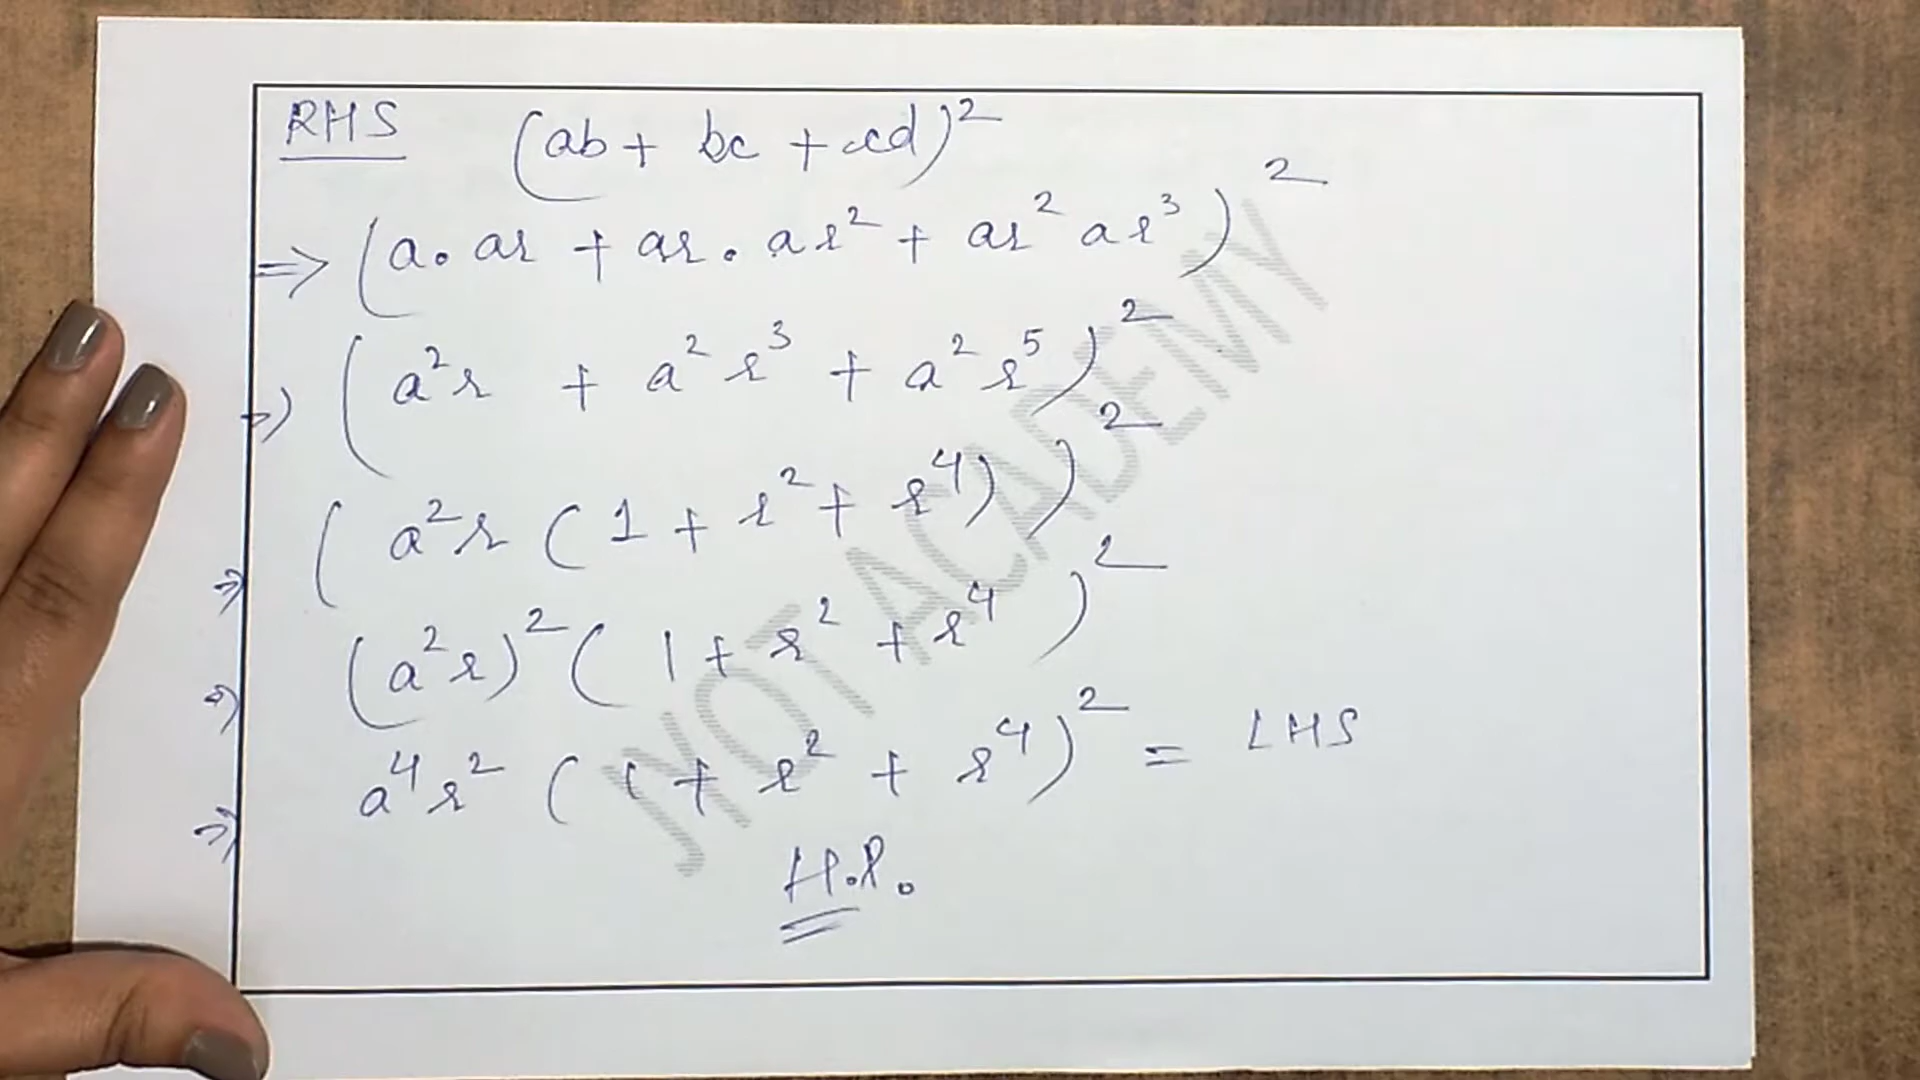 RHS (ab + bc + cd)²
=> (a . ar + ar . ar² + ar² ar³)²
=> (a²r + a²r³ + a²r⁵)²
(a²r (1 + r² + r⁴))²
=> (a²r)² (1 + r² + r⁴)²
=> a⁴r² (1 + r² + r⁴)² = LHS
=>
H.P.
NOT ACADEMY